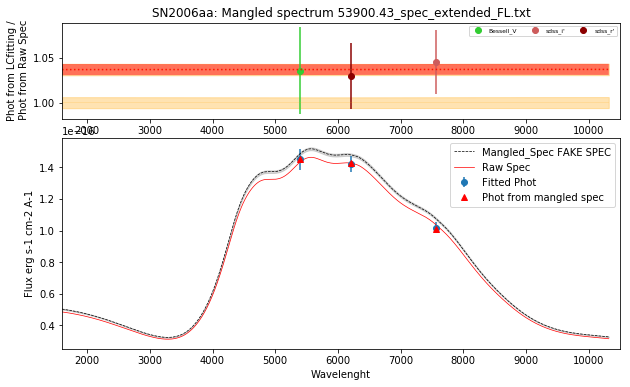 SN2006aa: Mangled spectrum 53900.43_spec_extended_FL.txt
Phot from LCfitting /
Phot from Raw Spec
1.05
1.00
Bessell_V
sdss_i'
sdss_r'
2000 3000 4000 5000 6000 7000 8000 9000 10000
1e−16
Flux erg s-1 cm-2 A-1
1.4
1.2
1.0
0.8
0.6
0.4
Mangled_Spec FAKE SPEC
Raw Spec
Fitted Phot
Phot from mangled spec
2000 3000 4000 5000 6000 7000 8000 9000 10000
Wavelenght